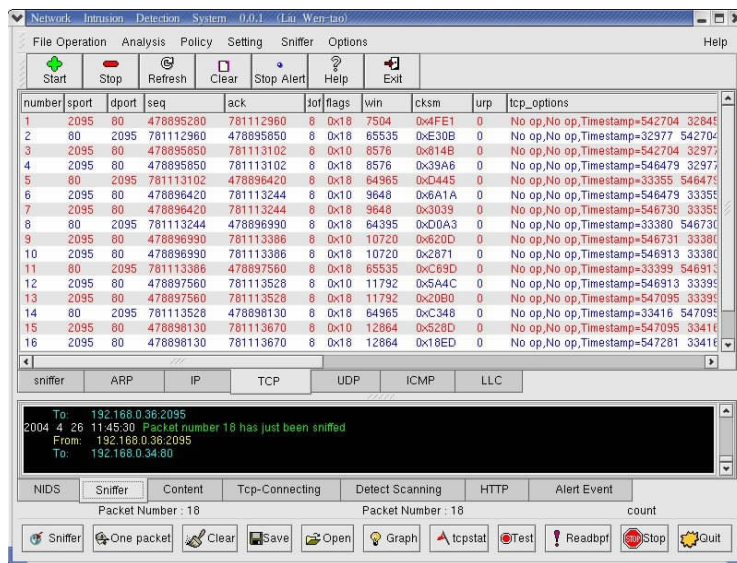 Network Intrusion Detection System 0.0.1 (Liu Wen-tao)
File Operation Analysis Policy Setting Sniffer Options Help
Start Stop Refresh Clear Stop Alert Help Exit
number sport dport seq ack dof flags win cksm urp tcp_options
1 2095 80 478895280 781112960 8 0x18 7504 0x4FE1 0 No op,No op,Timestamp=542704 32845
2 80 2095 781112960 478895850 8 0x18 65535 0xE30B 0 No op,No op,Timestamp=32977 542704
3 2095 80 478895850 781113102 8 0x10 8576 0x814B 0 No op,No op,Timestamp=542704 32977
4 2095 80 478895850 781113102 8 0x18 8576 0x39A6 0 No op,No op,Timestamp=546479 32977
5 80 2095 781113102 478896420 8 0x18 64965 0xD445 0 No op,No op,Timestamp=33355 546479
6 2095 80 478896420 781113244 8 0x10 9648 0x6A1A 0 No op,No op,Timestamp=546479 33355
7 2095 80 478896420 781113244 8 0x18 9648 0x3039 0 No op,No op,Timestamp=546730 33355
8 80 2095 781113244 478896990 8 0x18 64395 0xD0A3 0 No op,No op,Timestamp=33380 546730
9 2095 80 478896990 781113386 8 0x10 10720 0x620D 0 No op,No op,Timestamp=546731 33380
10 2095 80 478896990 781113386 8 0x18 10720 0x2871 0 No op,No op,Timestamp=546913 33380
11 80 2095 781113386 478897560 8 0x18 65535 0xC69D 0 No op,No op,Timestamp=33399 546913
12 2095 80 478897560 781113528 8 0x10 11792 0x5A4C 0 No op,No op,Timestamp=546913 33399
13 2095 80 478897560 781113528 8 0x18 11792 0x20B0 0 No op,No op,Timestamp=547095 33399
14 80 2095 781113528 478898130 8 0x18 64965 0xC348 0 No op,No op,Timestamp=33416 547095
15 2095 80 478898130 781113670 8 0x10 12864 0x528D 0 No op,No op,Timestamp=547095 33416
16 2095 80 478898130 781113670 8 0x18 12864 0x18ED 0 No op,No op,Timestamp=547281 33416
sniffer ARP IP TCP UDP ICMP LLC
To: 192.168.0.36:2095
2004 4 26 11:45:30 Packet number 18 has just been sniffed
From: 192.168.0.36:2095
To: 192.168.0.34:80
NIDS Sniffer Content Tcp-Connecting Detect Scanning HTTP Alert Event
Packet Number : 18 Packet Number : 18 count
Sniffer One packet Clear Save Open Graph tcpstat Test Readbpf STOP Stop Quit